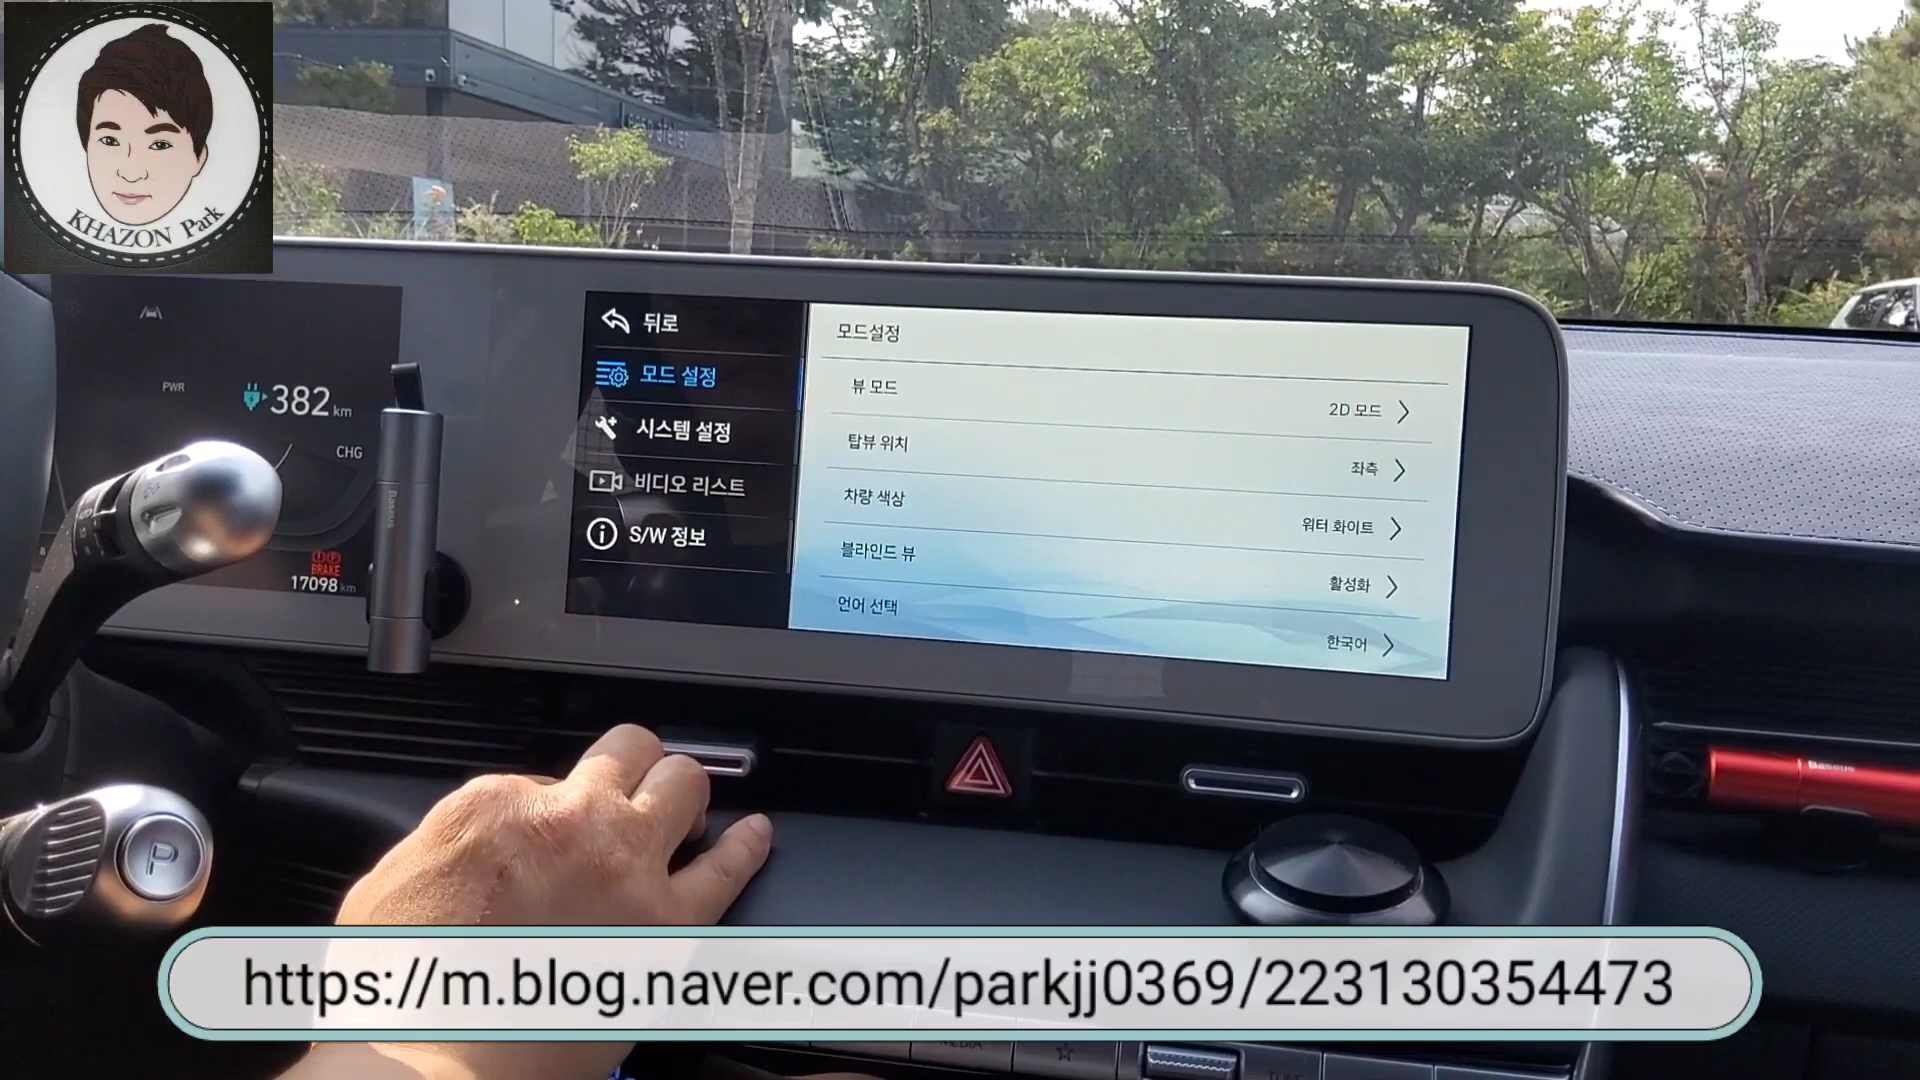 KHAZON Park
PWR
382 km
CHG
BRAKE
17098 km
Baseus
뒤로
모드 설정
시스템 설정
비디오 리스트
S/W 정보
모드설정
뷰 모드
2D 모드
탑뷰 위치
좌측
차량 색상
워터 화이트
블라인드 뷰
활성화
언어 선택
한국어
Baseus
P
https://m.blog.naver.com/parkjj0369/223130354473
MEDIA